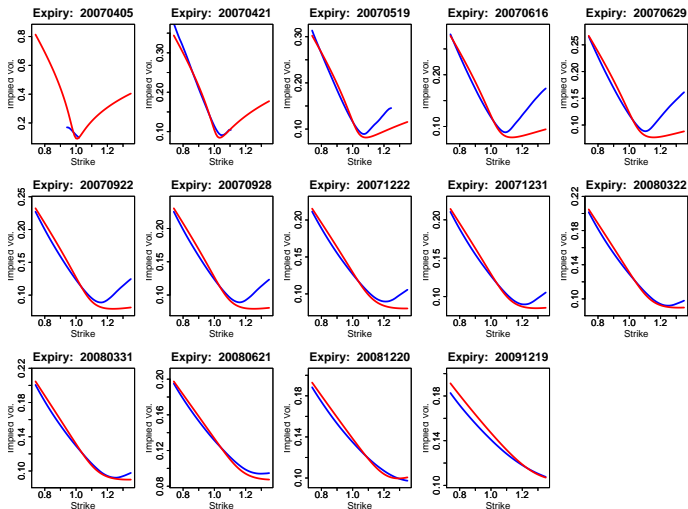 Expiry: 20070405
Expiry: 20070421
Expiry: 20070519
Expiry: 20070616
Expiry: 20070629
Implied Vol.
0.2 0.4 0.6 0.8
0.8 1.0 1.2
Strike
Implied Vol.
0.10 0.20 0.30
0.8 1.0 1.2
Strike
Implied Vol.
0.10 0.20 0.30
0.8 1.0 1.2
Strike
Implied Vol.
0.10 0.20
0.8 1.0 1.2
Strike
Implied Vol.
0.10 0.15 0.20 0.25
0.8 1.0 1.2
Strike
Expiry: 20070922
Expiry: 20070928
Expiry: 20071222
Expiry: 20071231
Expiry: 20080322
Implied Vol.
0.10 0.15 0.20 0.25
0.8 1.0 1.2
Strike
Implied Vol.
0.10 0.15 0.20
0.8 1.0 1.2
Strike
Implied Vol.
0.10 0.15 0.20
0.8 1.0 1.2
Strike
Implied Vol.
0.10 0.15 0.20
0.8 1.0 1.2
Strike
Implied Vol.
0.10 0.14 0.18 0.22
0.8 1.0 1.2
Strike
Expiry: 20080331
Expiry: 20080621
Expiry: 20081220
Expiry: 20091219
Implied Vol.
0.10 0.14 0.18 0.22
0.8 1.0 1.2
Strike
Implied Vol.
0.08 0.12 0.16 0.20
0.8 1.0 1.2
Strike
Implied Vol.
0.10 0.14 0.18
0.8 1.0 1.2
Strike
Implied Vol.
0.10 0.14 0.18
0.8 1.0 1.2
Strike